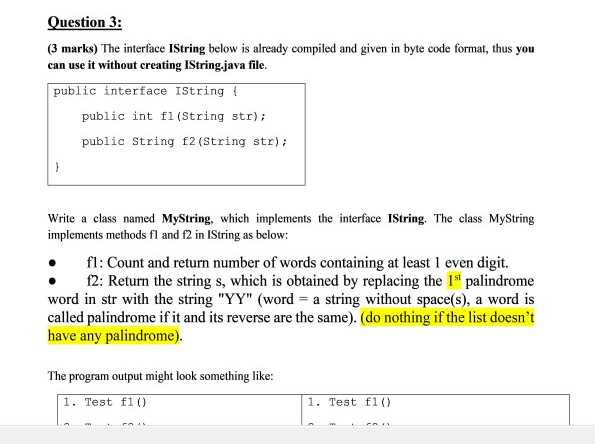 Question 3:
(3 marks) The interface IString below is already compiled and given in byte code format, thus you
can use it without creating IString.java file.
public interface IString {
public int f1(String str);
public String f2(String str);
}
Write a class named MyString, which implements the interface IString. The class MyString
implements methods f1 and f2 in IString as below:
● f1: Count and return number of words containing at least 1 even digit.
● f2: Return the string s, which is obtained by replacing the 1st palindrome
word in str with the string "YY" (word = a string without space(s), a word is
called palindrome if it and its reverse are the same). (do nothing if the list doesn't
have any palindrome).
The program output might look something like:
1. Test f1()
1. Test f1()